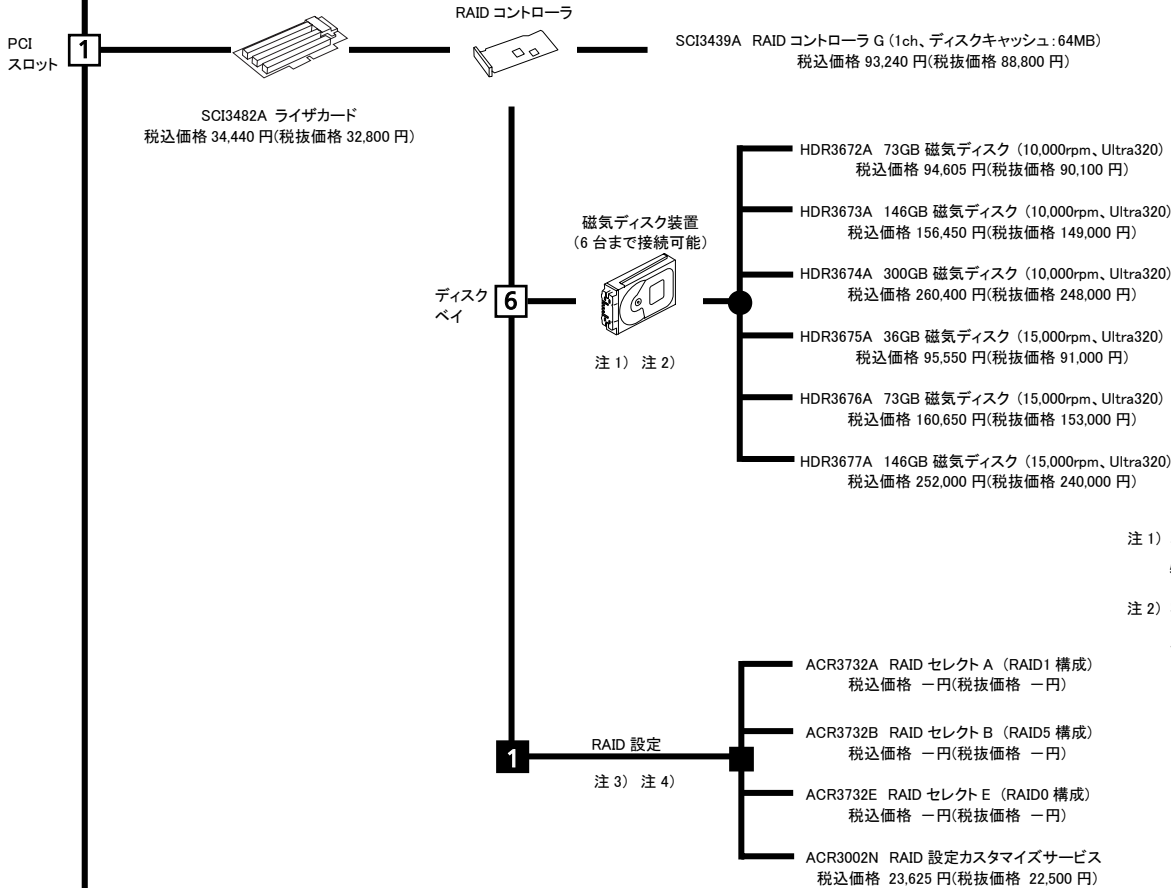 RAID コントローラ
PCI
スロット
1
SCI3439A RAID コントローラ G (1ch、ディスクキャッシュ:64MB)
税込価格 93,240 円(税抜価格 88,800 円)
SCI3482A ライザカード
税込価格 34,440 円(税抜価格 32,800 円)
HDR3672A 73GB 磁気ディスク (10,000rpm、Ultra320)
税込価格 94,605 円(税抜価格 90,100 円)
HDR3673A 146GB 磁気ディスク (10,000rpm、Ultra320)
税込価格 156,450 円(税抜価格 149,000 円)
磁気ディスク装置
(6 台まで接続可能)
HDR3674A 300GB 磁気ディスク (10,000rpm、Ultra320)
税込価格 260,400 円(税抜価格 248,000 円)
ディスク
ベイ
6
HDR3675A 36GB 磁気ディスク (15,000rpm、Ultra320)
税込価格 95,550 円(税抜価格 91,000 円)
注 1) 注 2)
HDR3676A 73GB 磁気ディスク (15,000rpm、Ultra320)
税込価格 160,650 円(税抜価格 153,000 円)
HDR3677A 146GB 磁気ディスク (15,000rpm、Ultra320)
税込価格 252,000 円(税抜価格 240,000 円)
注 1)
注 2)
ACR3732A RAID セレクト A (RAID1 構成)
税込価格 −円(税抜価格 −円)
ACR3732B RAID セレクト B (RAID5 構成)
税込価格 −円(税抜価格 −円)
1
RAID 設定
注 3) 注 4)
ACR3732E RAID セレクト E (RAID0 構成)
税込価格 −円(税抜価格 −円)
ACR3002N RAID 設定カスタマイズサービス
税込価格 23,625 円(税抜価格 22,500 円)